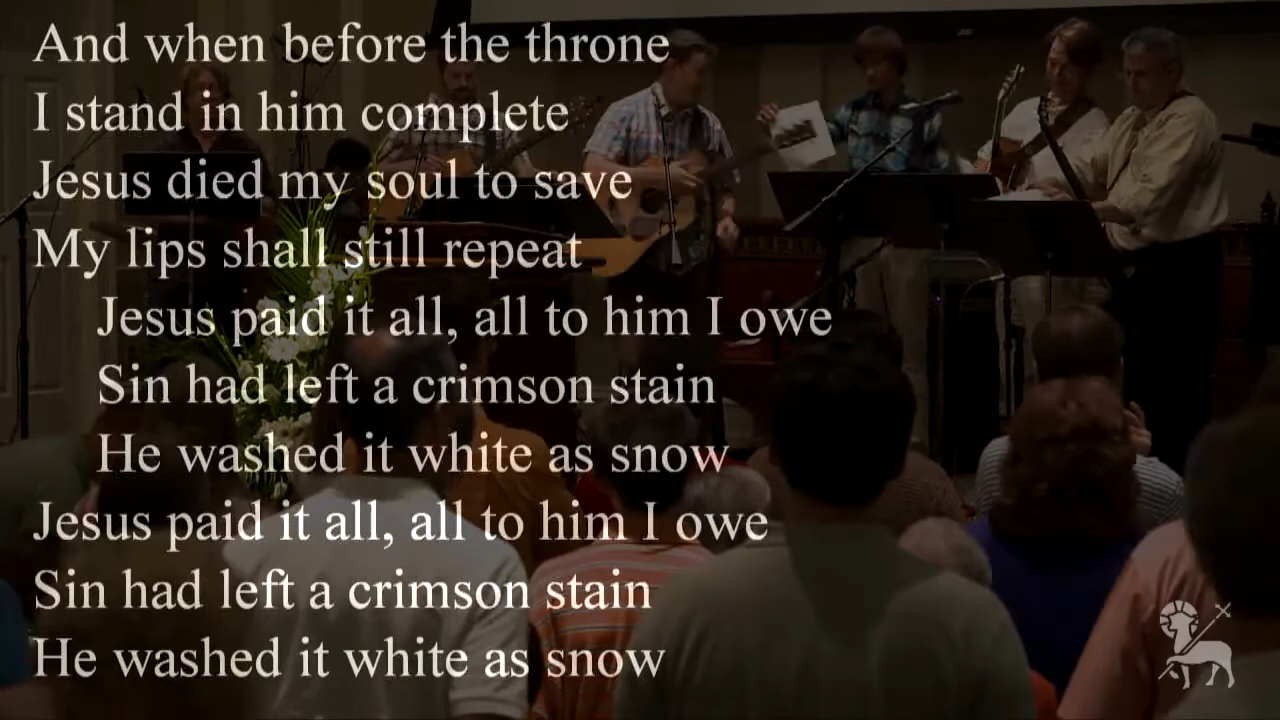 And when before the throne
I stand in him complete
Jesus died my soul to save
My lips shall still repeat
Jesus paid it all, all to him I owe
Sin had left a crimson stain
He washed it white as snow
Jesus paid it all, all to him I owe
Sin had left a crimson stain
He washed it white as snow